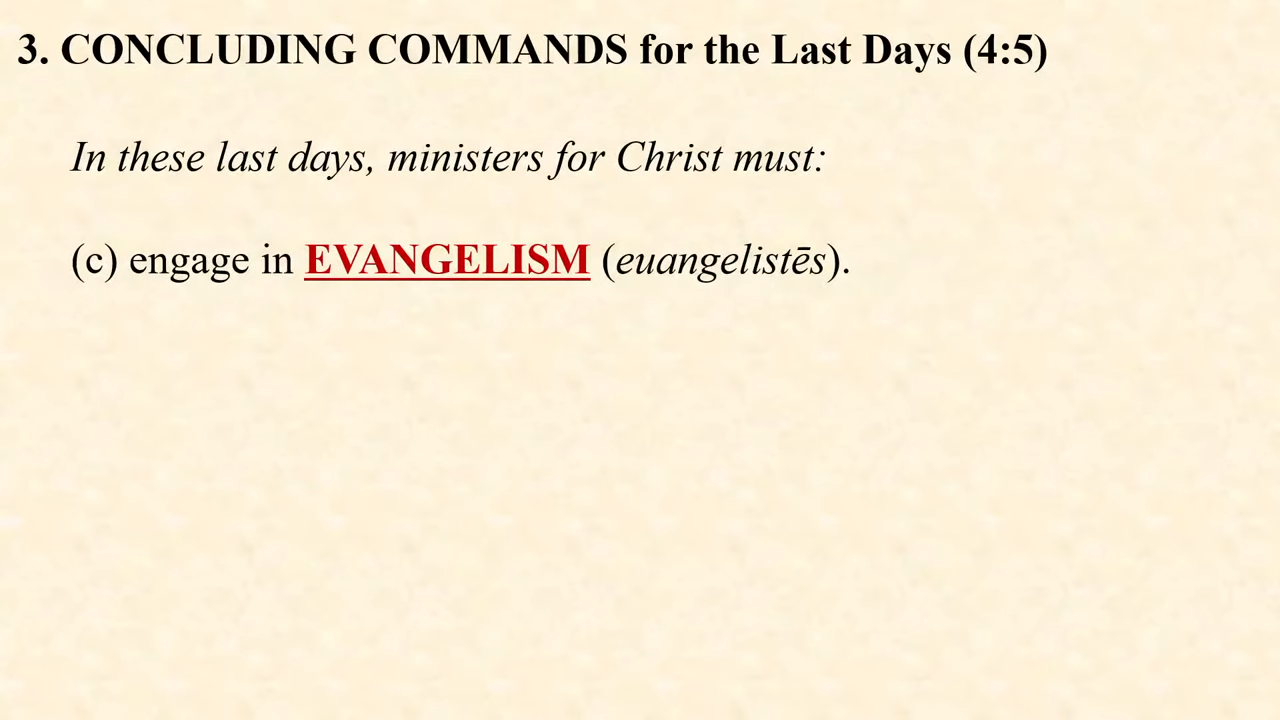 3. CONCLUDING COMMANDS for the Last Days (4:5)
In these last days, ministers for Christ must:
(c) engage in EVANGELISM (euangelistēs).